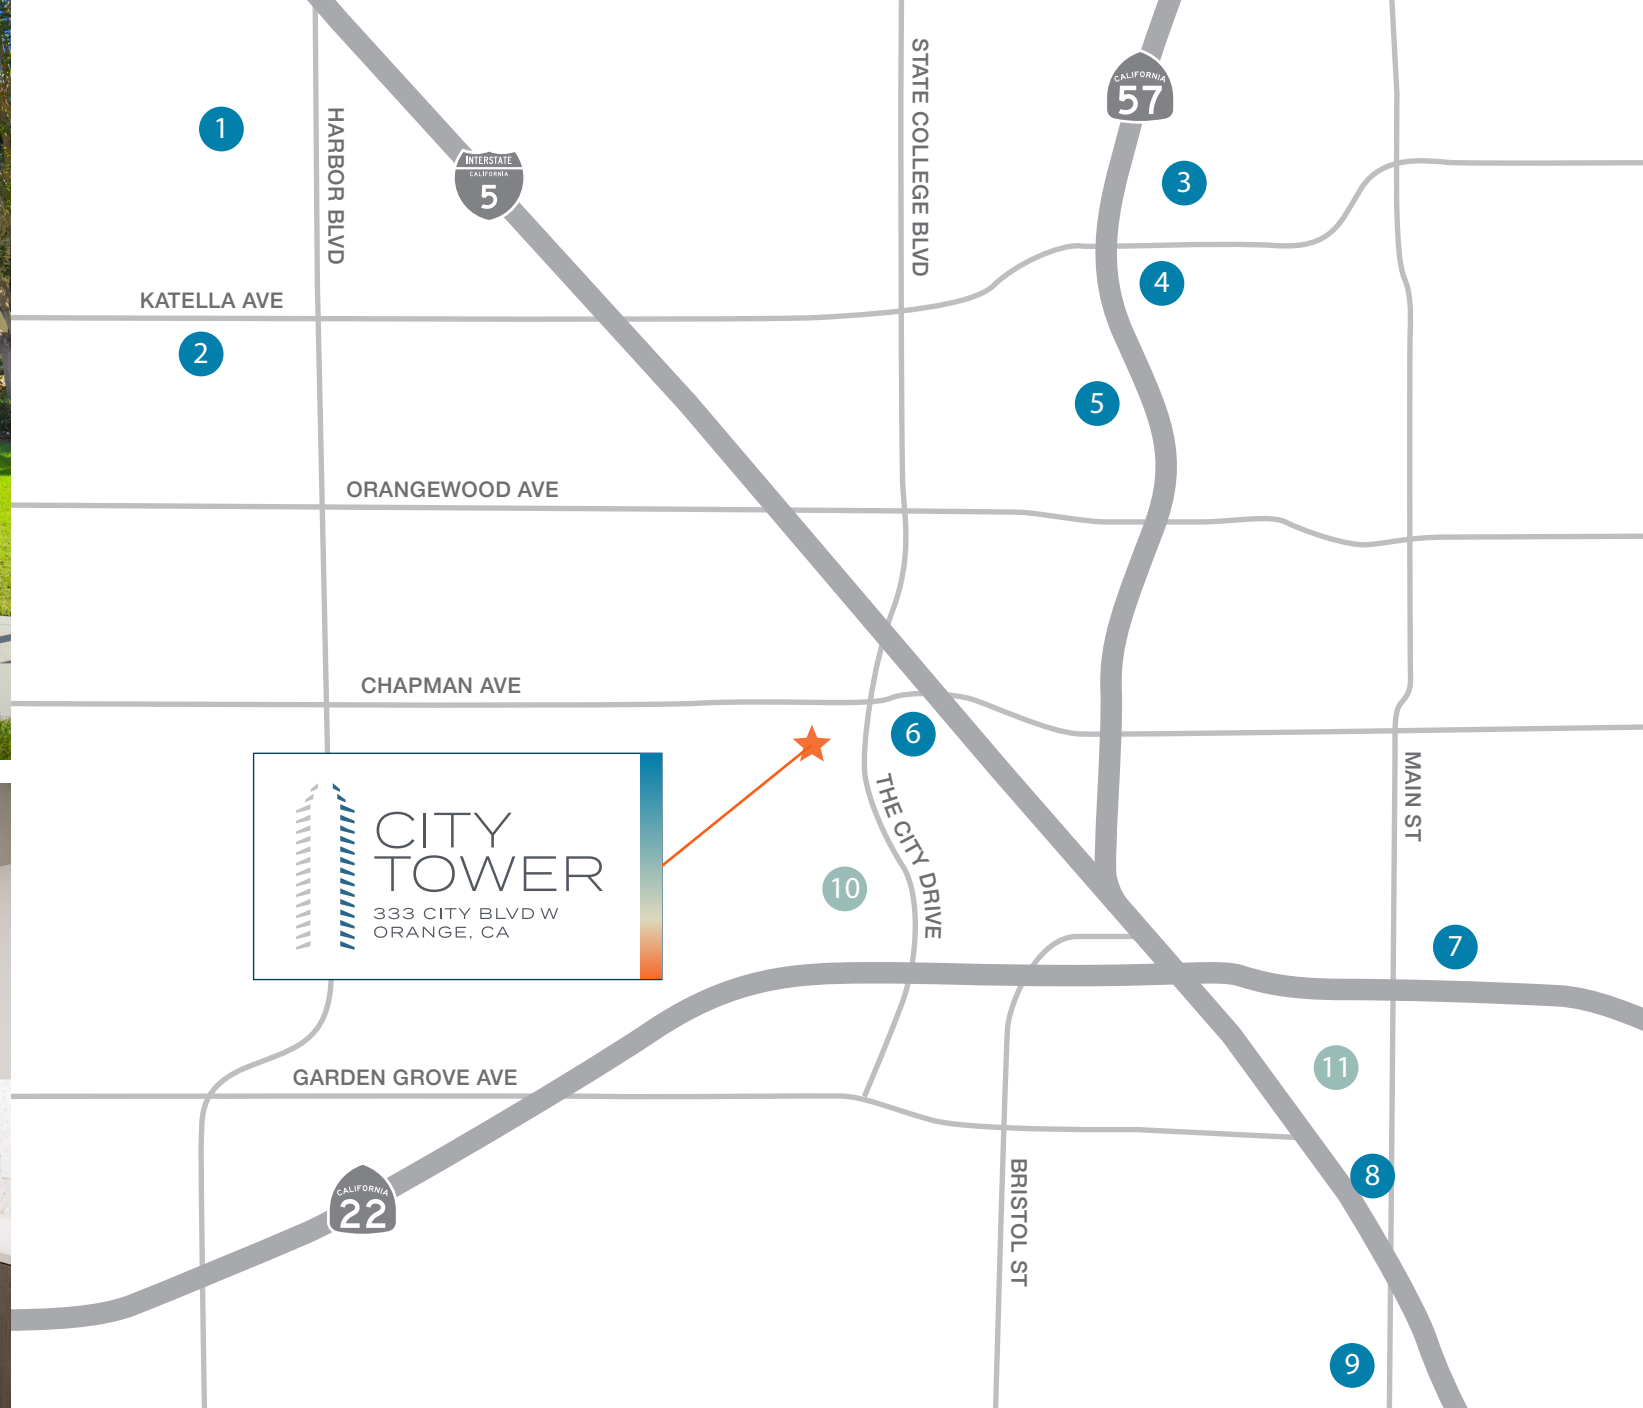 STATE COLLEGE BLVD
CALIFORNIA
57
HARBOR BLVD
1
INTERSTATE
CALIFORNIA
5
3
KATELLA AVE
4
2
5
ORANGEWOOD AVE
CHAPMAN AVE
6
THE CITY DRIVE
MAIN ST
CITY
TOWER
333 CITY BLVD W
ORANGE, CA
10
7
11
GARDEN GROVE AVE
8
CALIFORNIA
22
BRISTOL ST
9